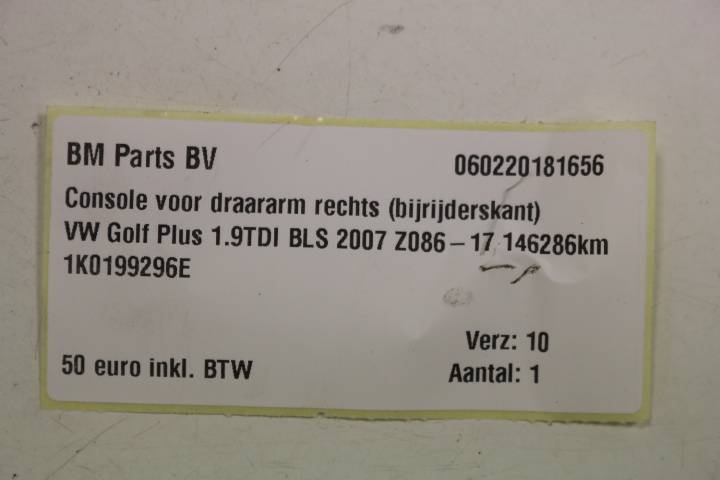 BM Parts BV 060220181656
Console voor draararm rechts (bijrijderskant)
VW Golf Plus 1.9TDI BLS 2007 Z086-17 146286km
1K0199296E
Verz: 10
50 euro inkl. BTW Aantal: 1